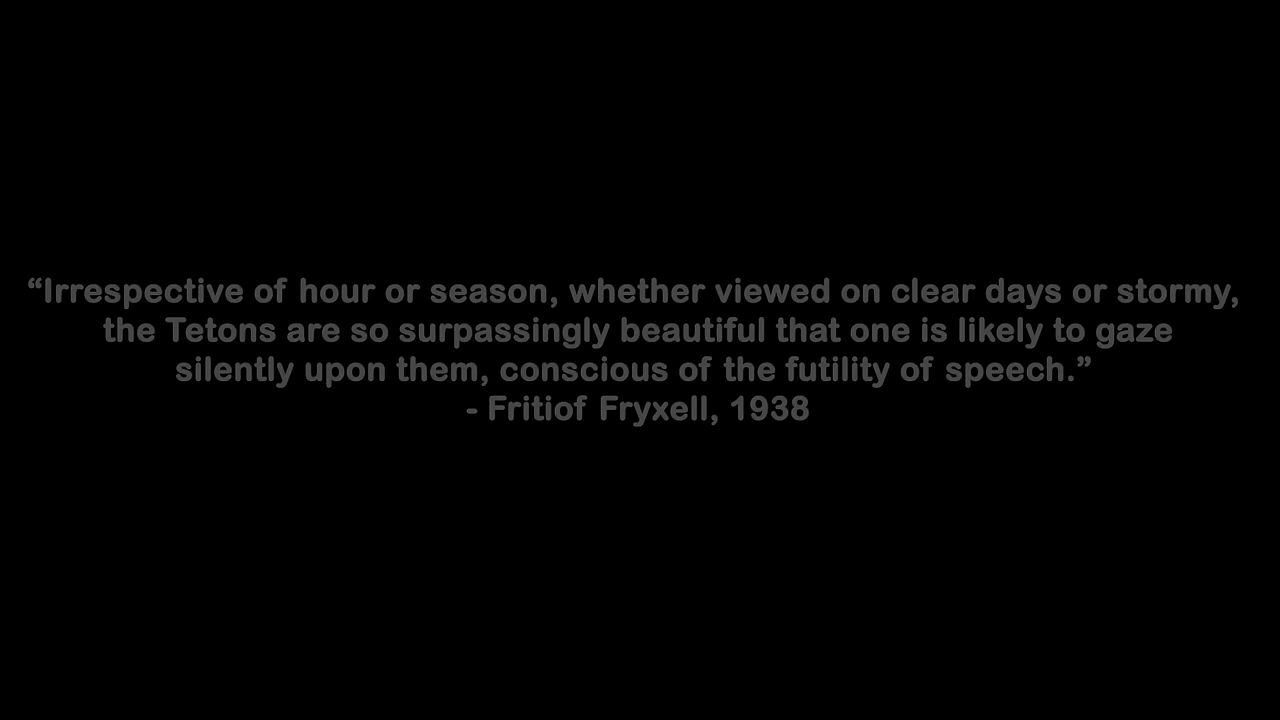 “Irrespective of hour or season, whether viewed on clear days or stormy,
the Tetons are so surpassingly beautiful that one is likely to gaze
silently upon them, conscious of the futility of speech.”
- Fritiof Fryxell, 1938